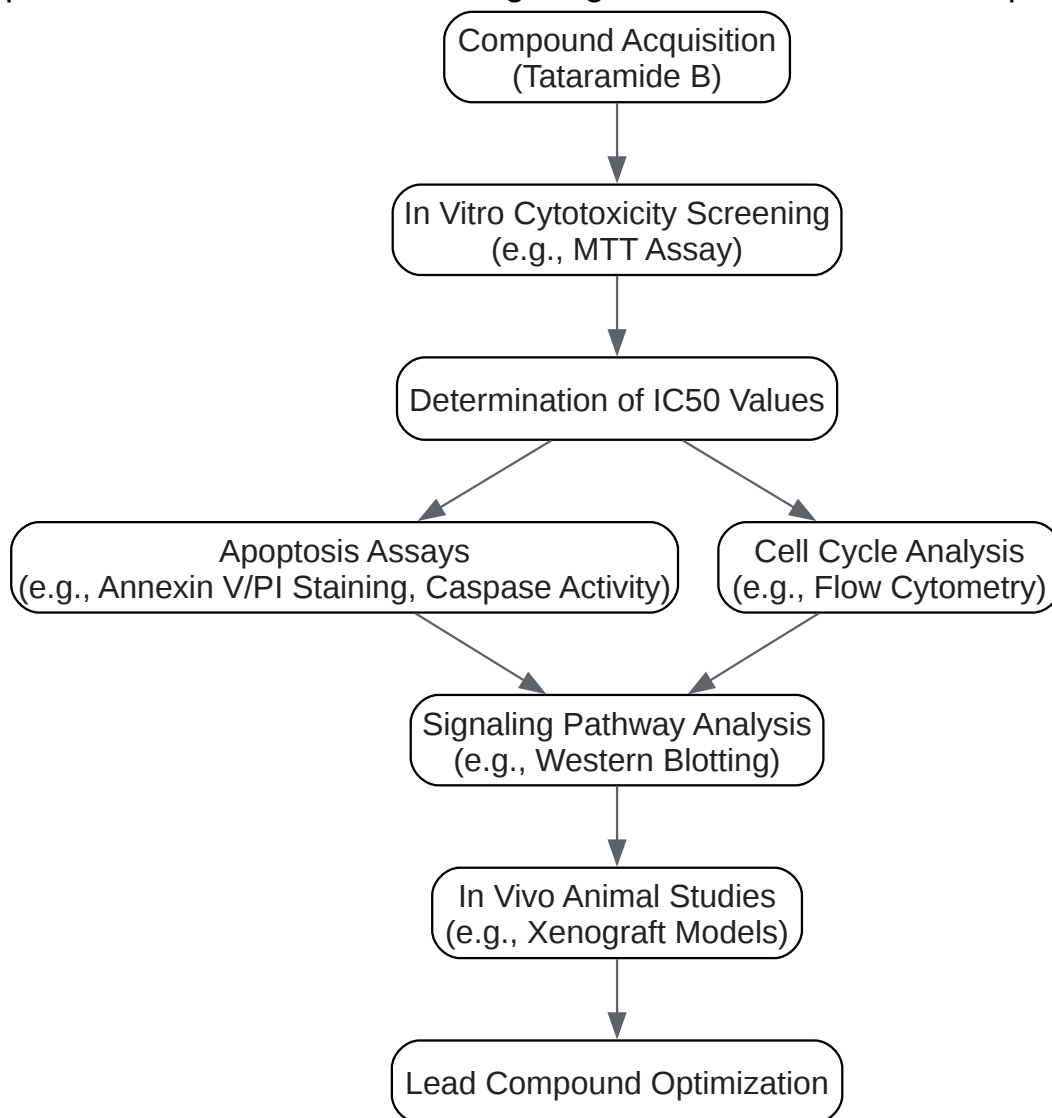 Compound Acquisition
(Tataramide B)
In Vitro Cytotoxicity Screening
(e.g., MTT Assay)
Determination of IC50 Values
Apoptosis Assays
(e.g., Annexin V/PI Staining, Caspase Activity)
Cell Cycle Analysis
(e.g., Flow Cytometry)
Signaling Pathway Analysis
(e.g., Western Blotting)
In Vivo Animal Studies
(e.g., Xenograft Models)
Lead Compound Optimization